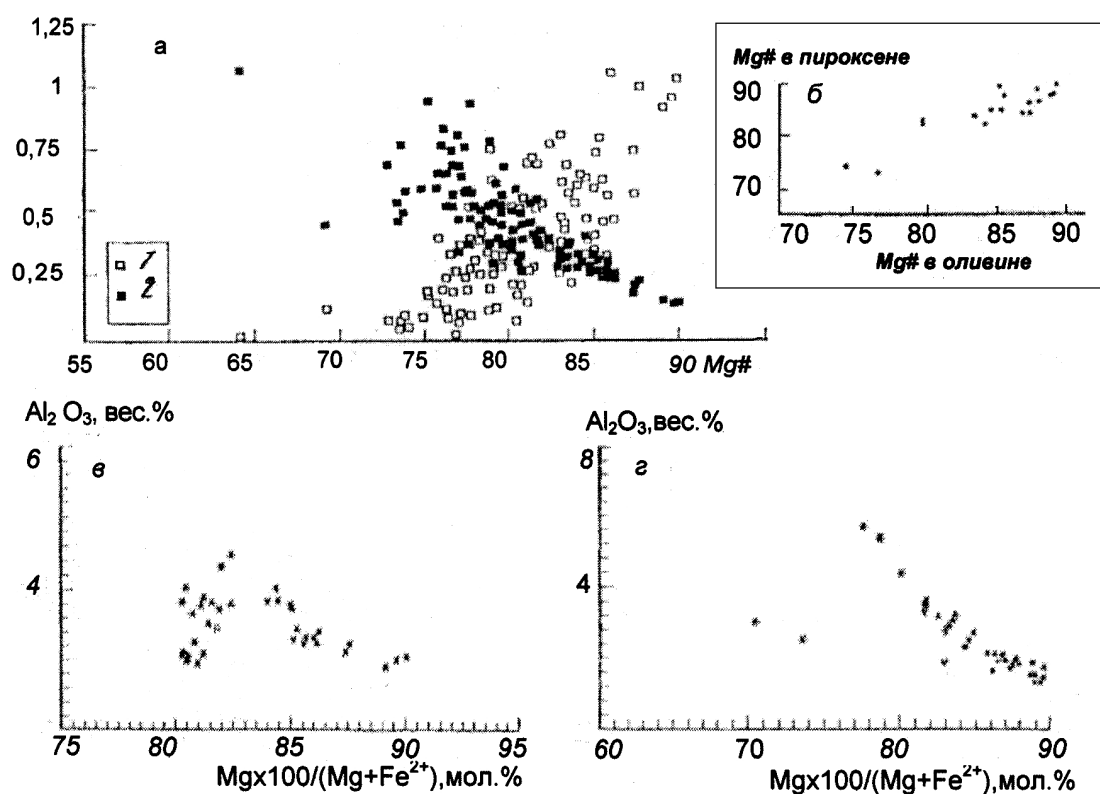 1,25
а
1
0,75
0,5
0,25
1
2
55 60 65 70 75 80 85 90 Mg#
Mg# в пироксене
90
б
80
70
70 75 80 85 90
Mg# в оливине
Al₂ O₃, вес.%
6
в
4
75 80 85 90 95
Mgx100/(Mg+Fe²⁺),мол.%
Al₂O₃,вес.%
8
г
4
60 70 80 90
Mgx100/(Mg+Fe²⁺),мол.%